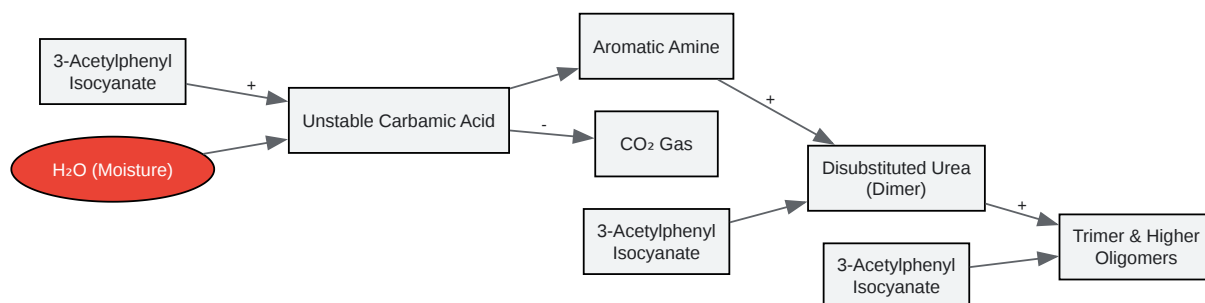 3-Acetylphenyl
Isocyanate
+
H₂O (Moisture)
Unstable Carbamic Acid
Aromatic Amine
-
CO₂ Gas
+
3-Acetylphenyl
Isocyanate
Disubstituted Urea
(Dimer)
+
3-Acetylphenyl
Isocyanate
Trimer & Higher
Oligomers